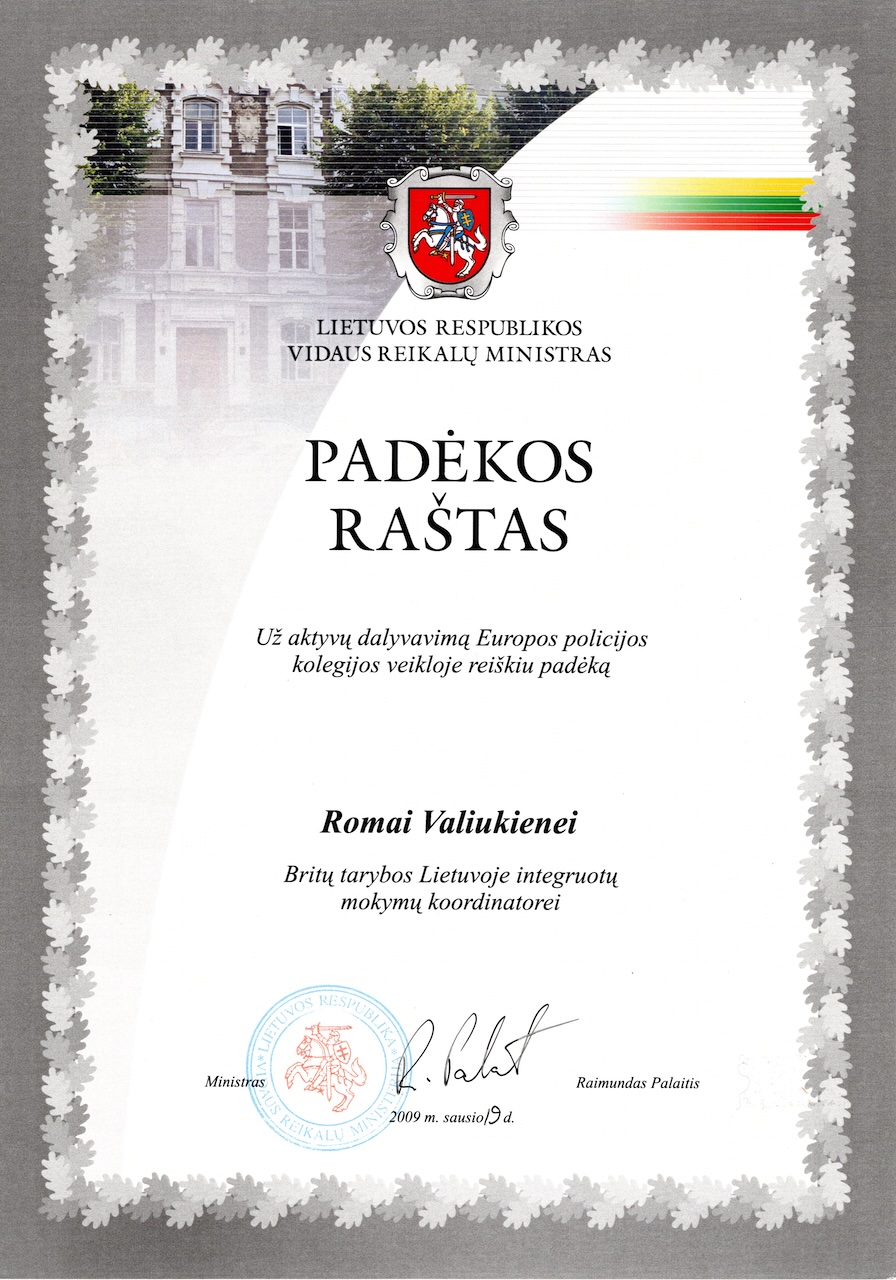 LIETUVOS RESPUBLIKOS
VIDAUS REIKALŲ MINISTRAS
PADĖKOS
RAŠTAS
Už aktyvų dalyvavimą Europos policijos
kolegijos veikloje reiškiu padėką
Romai Valiukienei
Britų tarybos Lietuvoje integruotų
mokymų koordinatorei
LIETUVOS RESPUBLIKA
VIDAUS REIKALŲ MINISTERIJA
R. Palait
Ministras
Raimundas Palaitis
2009 m. sausio 19 d.